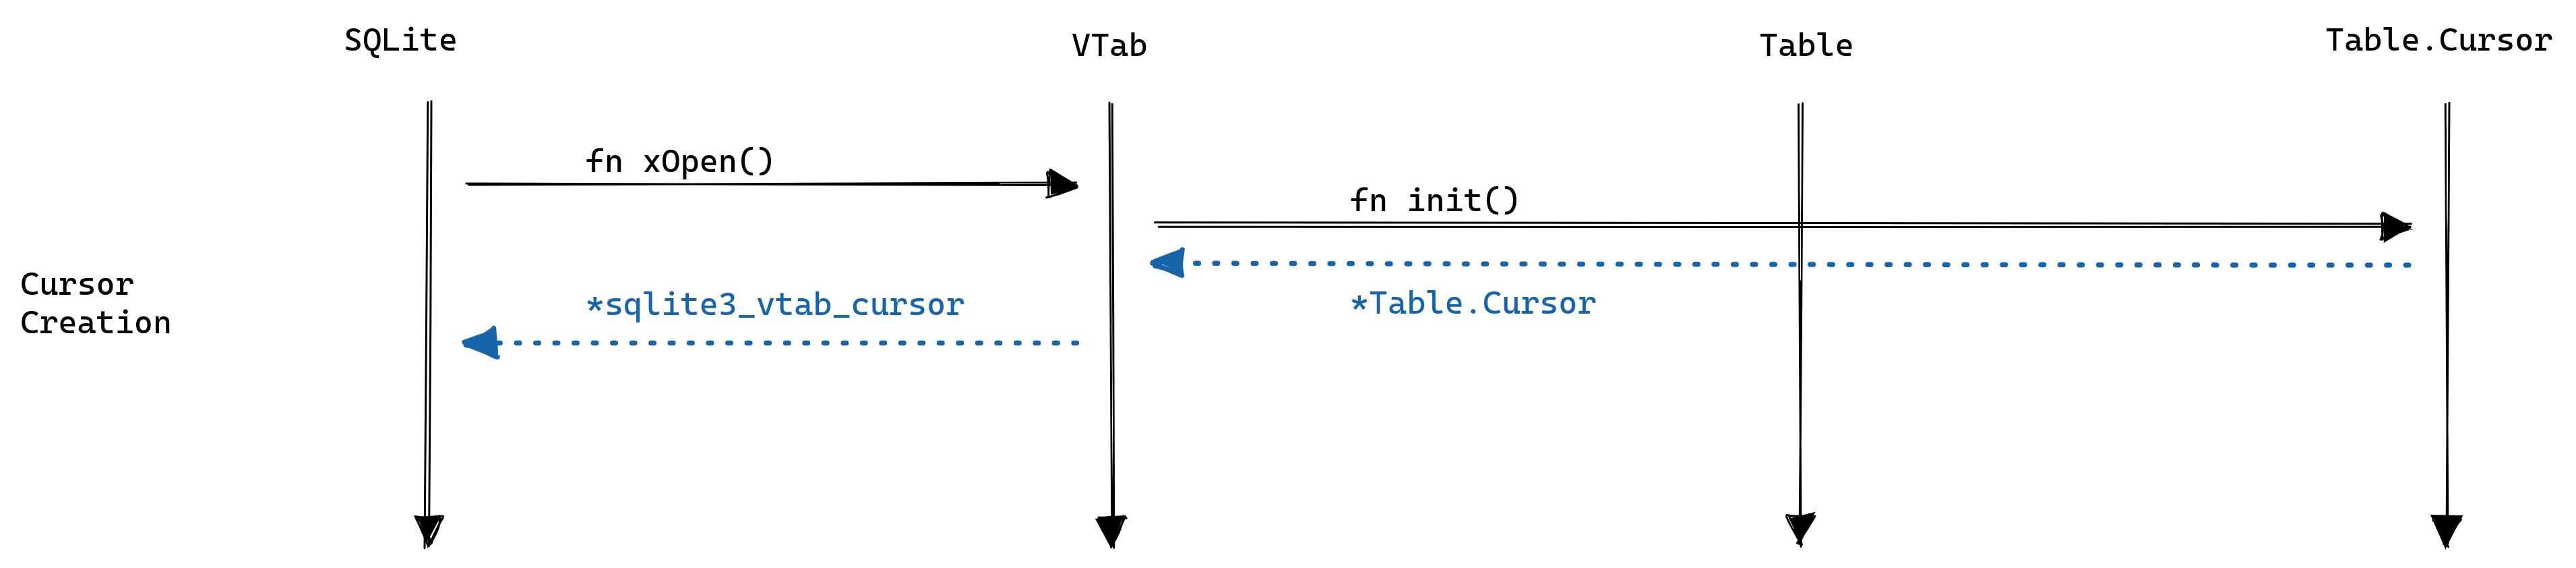 SQLite
VTab
Table
Table.Cursor
fn xOpen()
fn init()
Cursor
Creation
*sqlite3_vtab_cursor
*Table.Cursor